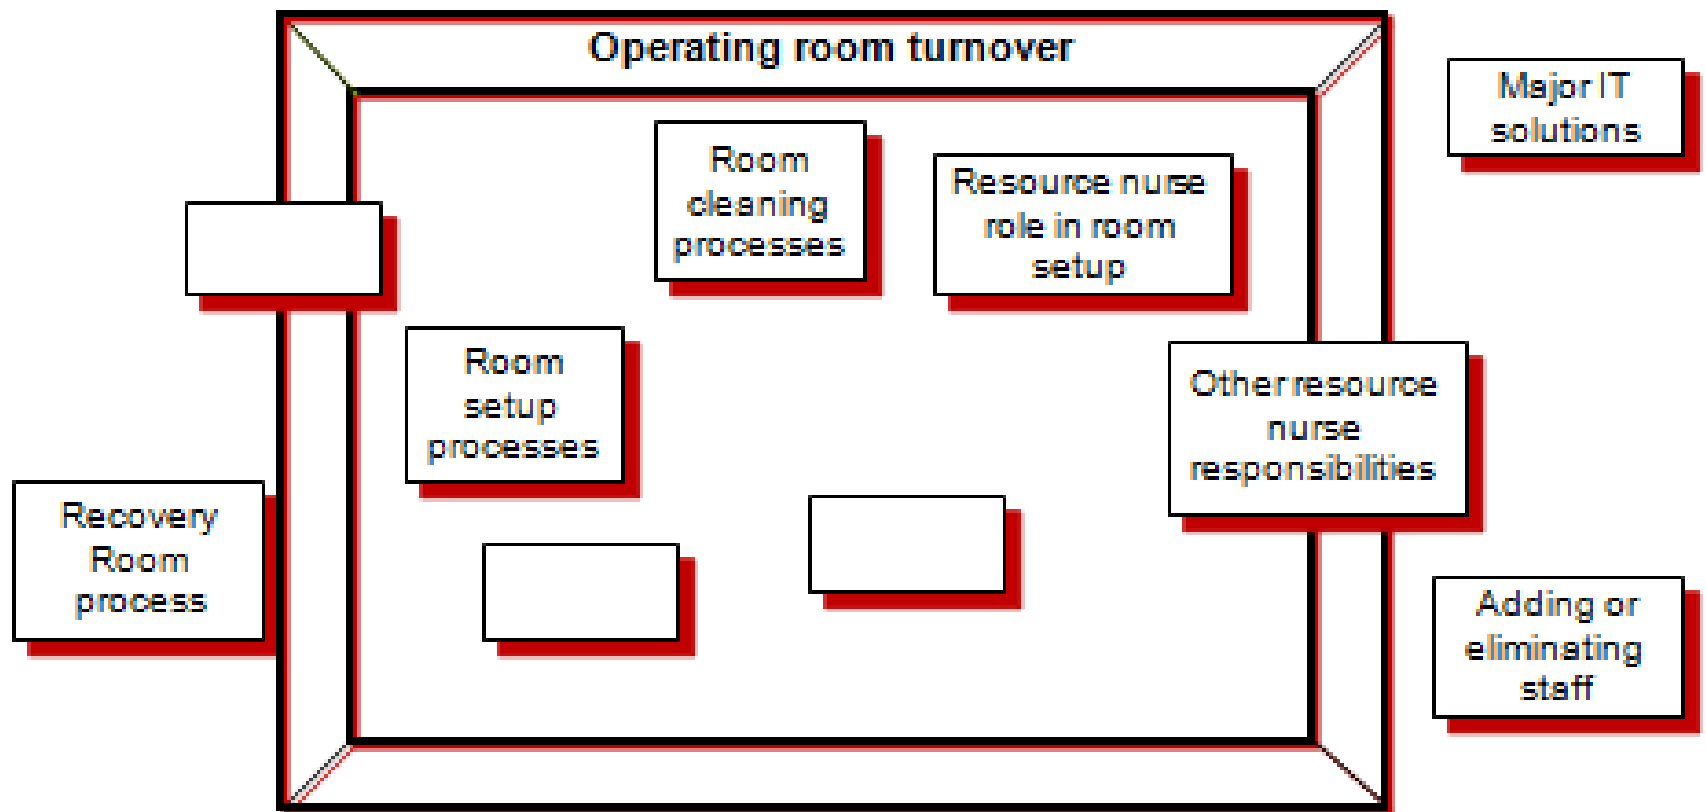 Operating room turnover
Major IT
solutions
Room
cleaning
processes
Resource nurse
role in room
setup
Room
setup
processes
Other resource
nurse
responsibilities
Recovery
Room
process
Adding or
eliminating
staff